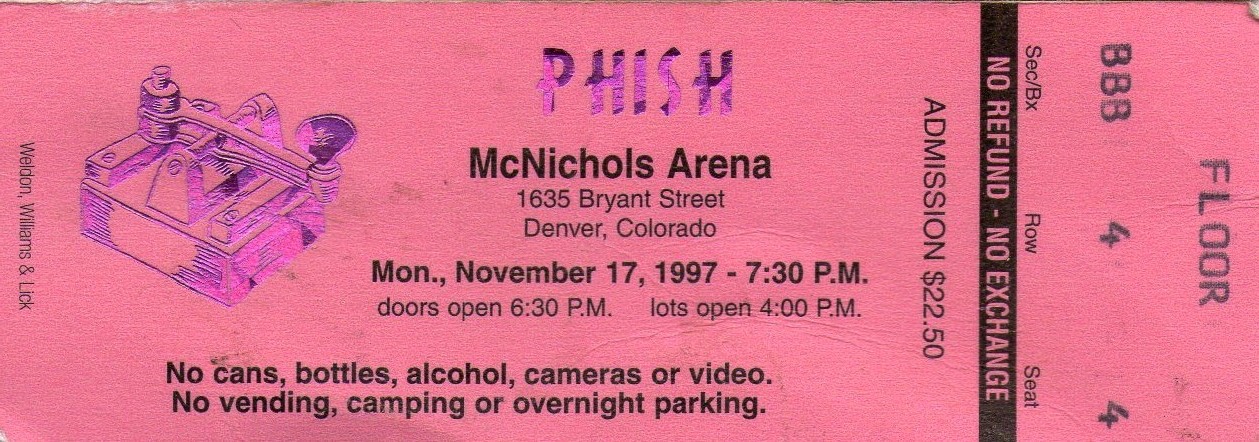 PHISH
McNichols Arena
1635 Bryant Street
Denver, Colorado
Mon., November 17, 1997 - 7:30 P.M.
doors open 6:30 P.M. lots open 4:00 P.M.
No cans, bottles, alcohol, cameras or video.
No vending, camping or overnight parking.
Weldon, Williams & Lick
ADMISSION $22.50
NO REFUND - NO EXCHANGE
Sec/Bx Row Seat
BBB 4 4
FLOOR